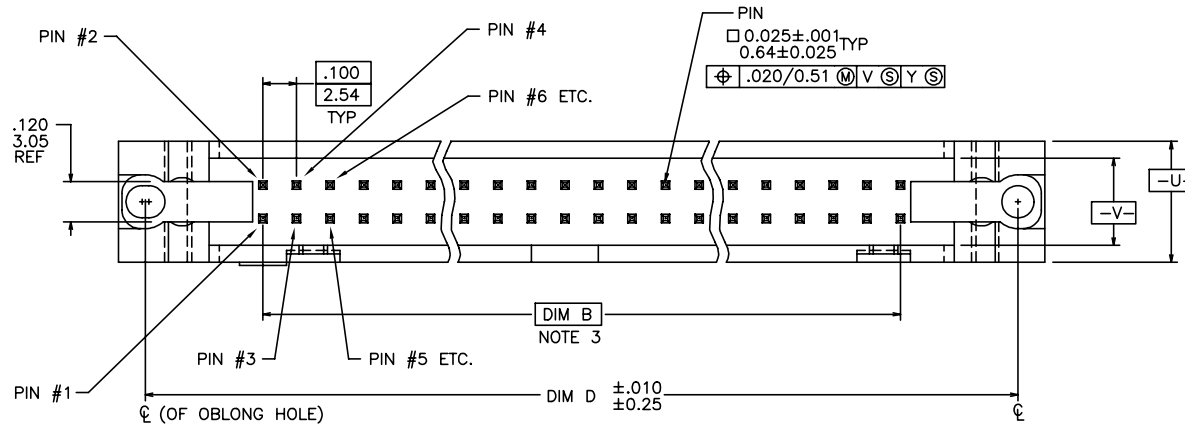 PIN
PIN #2
PIN #4
□ 0.025±.001 TYP
0.64±0.025
⌖ .020/0.51 Ⓜ V Ⓢ Y Ⓢ
.100
2.54
TYP
PIN #6 ETC.
.120
3.05
REF
-U-
-V-
DIM B
NOTE 3
PIN #3
PIN #5 ETC.
PIN #1
DIM D ±.010
±0.25
℄ (OF OBLONG HOLE)
℄